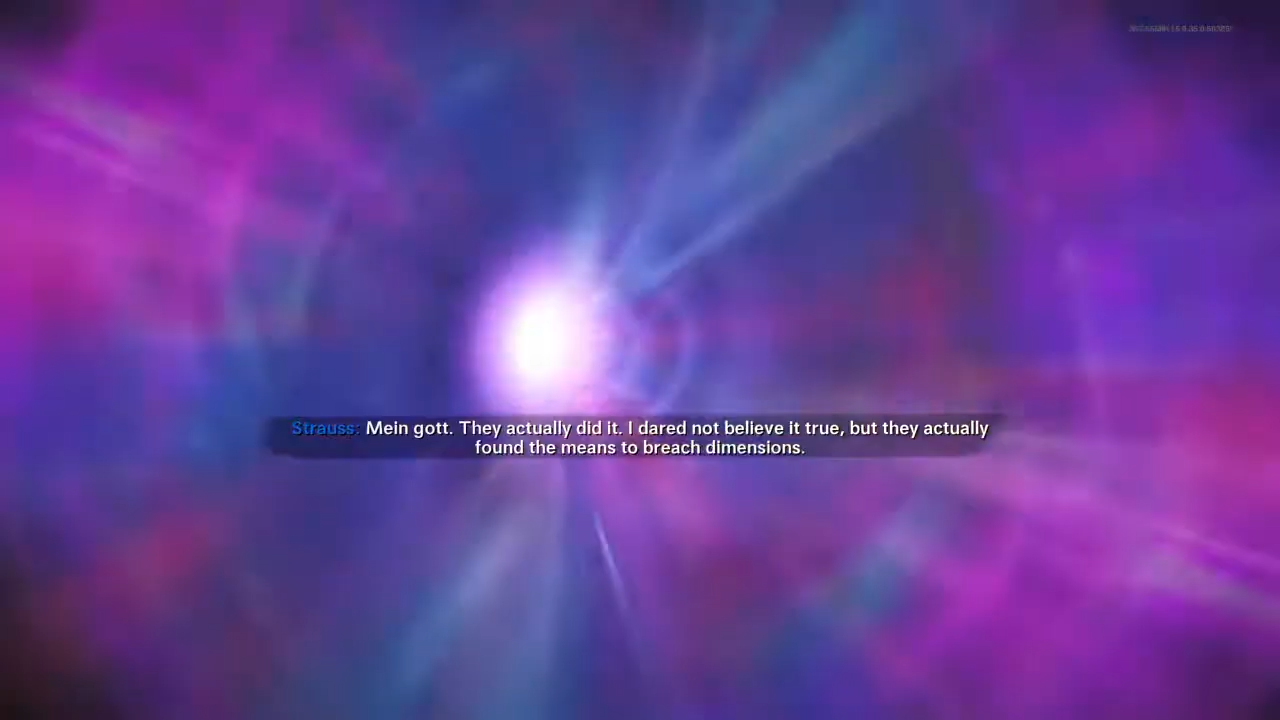 Strauss: Mein gott. They actually did it. I dared not believe it true, but they actually
found the means to breach dimensions.